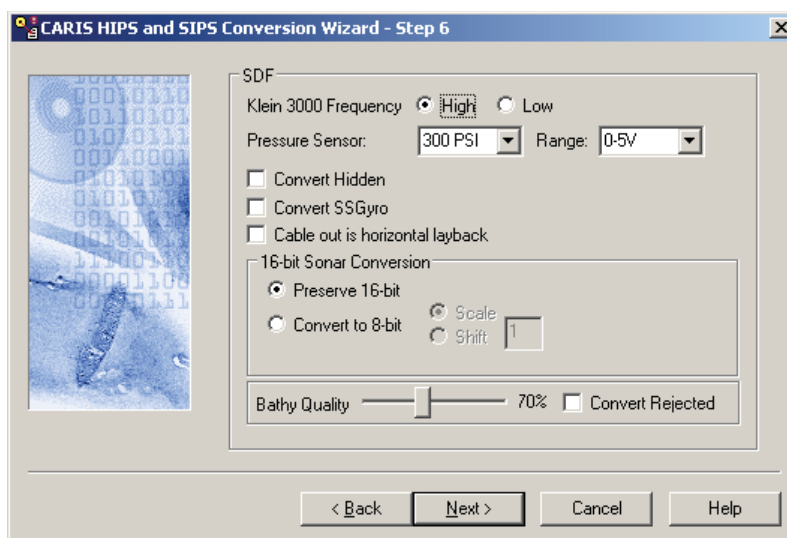 CARIS HIPS and SIPS Conversion Wizard - Step 6
SDF
Klein 3000 Frequency High Low
Pressure Sensor: 300 PSI Range: 0-5V
Convert Hidden
Convert SSGyro
Cable out is horizontal layback
16-bit Sonar Conversion
Preserve 16-bit
Convert to 8-bit Scale
Shift 1
Bathy Quality 70% Convert Rejected
< Back Next > Cancel Help